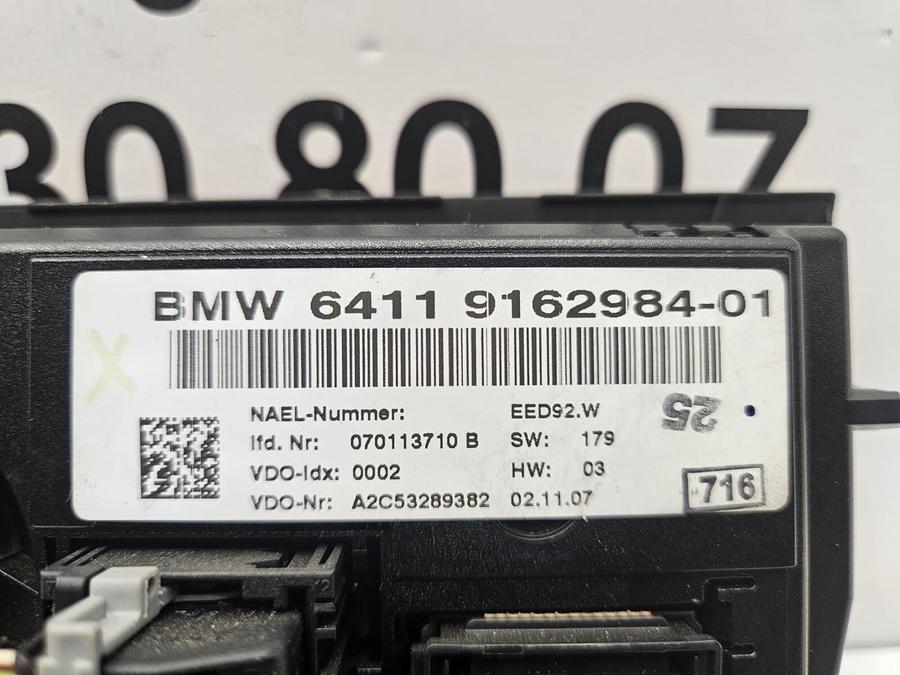 30 80 07
BMW 6411 9162984-01
X
NAEL-Nummer: EED92.W
lfd. Nr: 070113710 B SW: 179
VDO-Idx: 0002 HW: 03
VDO-Nr: A2C53289382 02.11.07
25
716